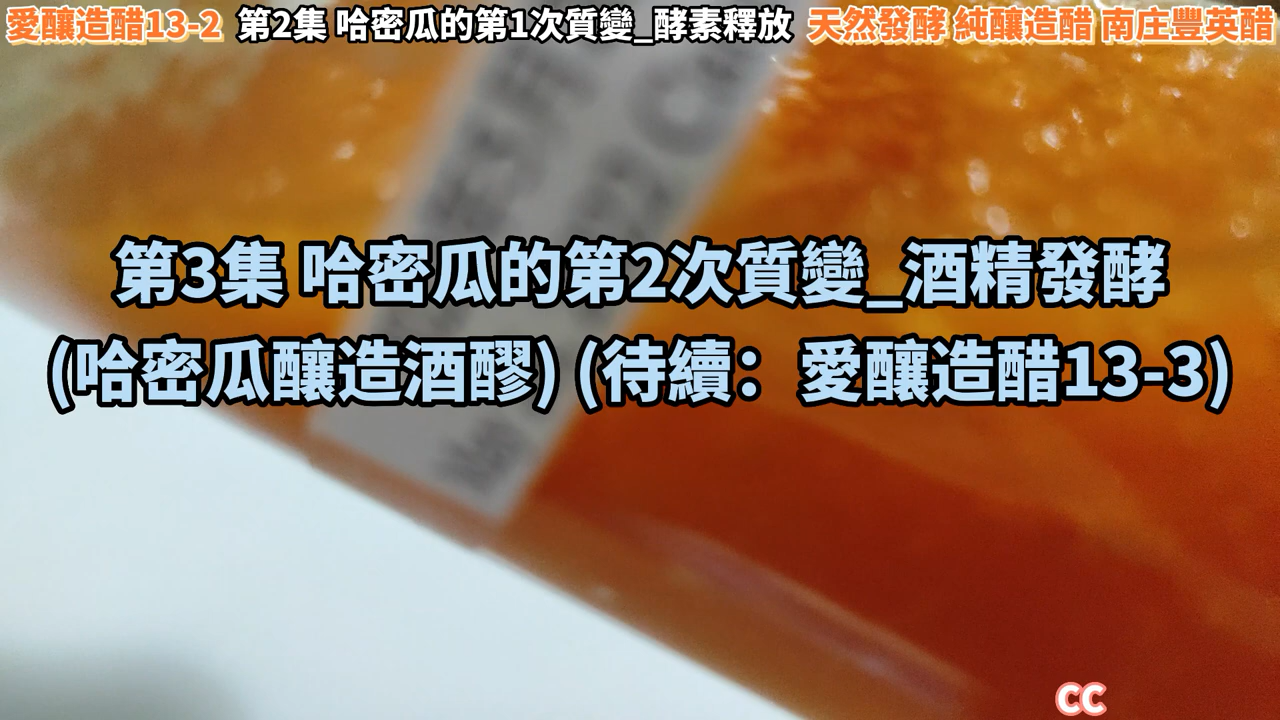 愛釀造醋13-2 第2集 哈密瓜的第1次質變_酵素釋放 天然發酵 純釀造醋 南庄豐英醋
第3集 哈密瓜的第2次質變_酒精發酵
(哈密瓜釀造酒醪) (待續：愛釀造醋13-3)
CC